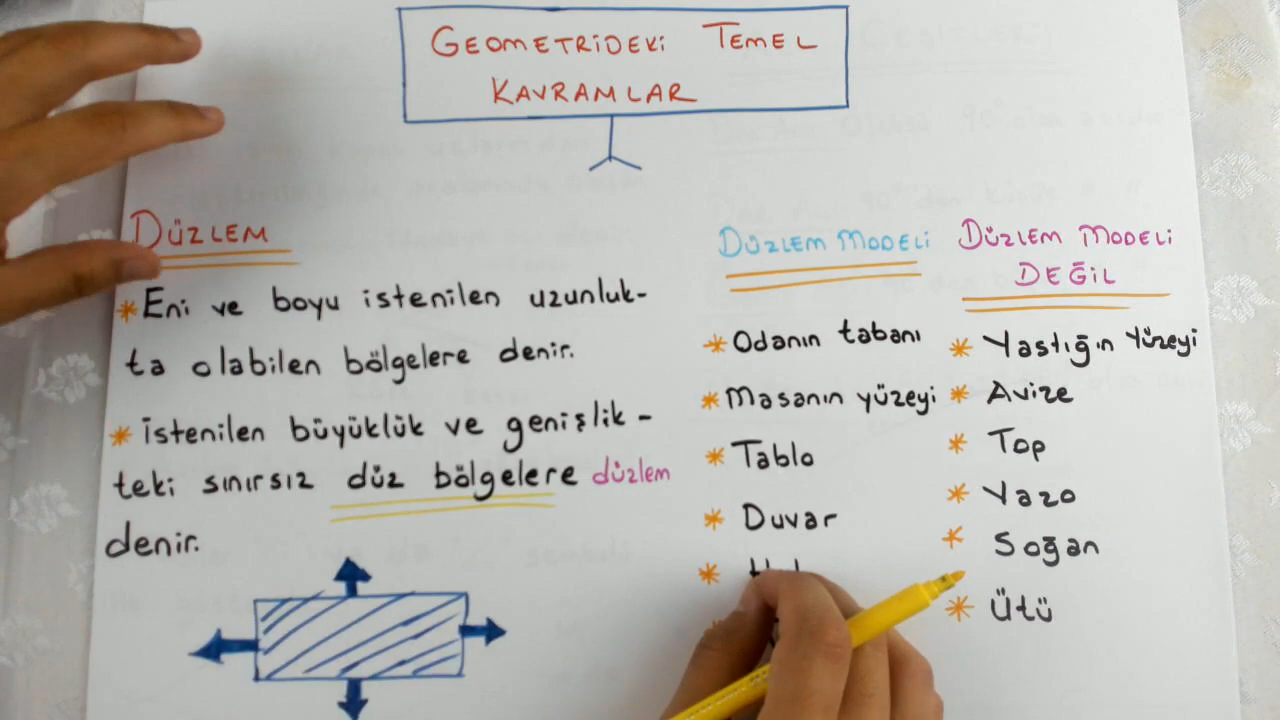 GEOMETRİDEKİ TEMEL
KAVRAMLAR
DÜZLEM
* Eni ve boyu istenilen uzunluk-
ta olabilen bölgelere denir.
* İstenilen büyüklük ve genişlik-
teki sınırsız düz bölgelere düzlem
denir.
DÜZLEM MODELİ
* Odanın tabanı
* Masanın yüzeyi
* Tablo
* Duvar
*
DÜZLEM MODELİ
DEĞİL
* Yastığın Yüzeyi
* Avize
* Top
* Vazo
* Soğan
* Ütü